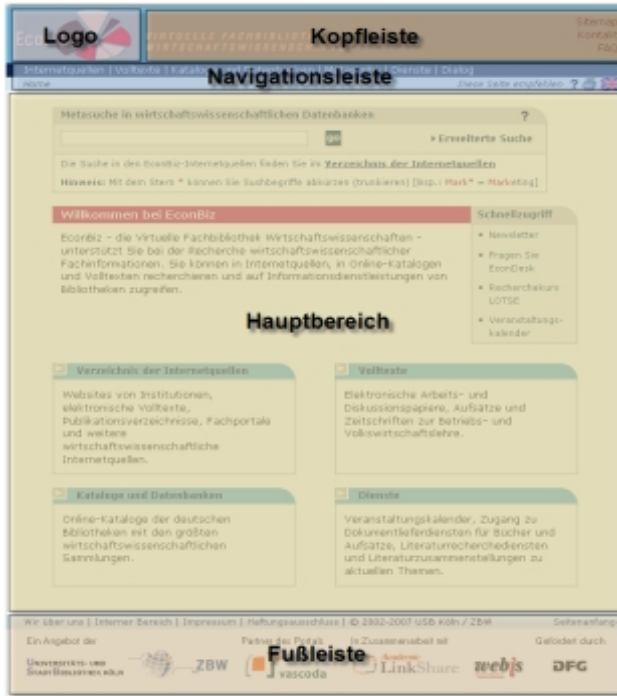 Logo
Kopfleiste
Sitemap
Kontakt
FAQ
Internetquellen | Volltexte |
Dienste | Dialog
Navigationsleiste
Home
Diese Seite empfehlen ?
Metasuche in wirtschaftswissenschaftlichen Datenbanken ?
go
Erweiterte Suche
Die Suche in den EconBiz-Internetquellen finden Sie im Verzeichnis der Internetquellen
Hinweis: Mit dem Stern * können Sie Suchbegriffe abkürzen (trunkieren) [bsp.: Mark* = Marketing]
Willkommen bei EconBiz
EconBiz - die Virtuelle Fachbibliothek Wirtschaftswissenschaften -
unterstützt Sie bei der Recherche wirtschaftswissenschaftlicher
Fachinformationen. Sie können in Internetquellen, in Online-Katalogen
und Volltexten recherchieren und auf Informationsdienstleistungen von
Bibliotheken zugreifen.
Schnellzugriff
Newsletter
Fragen Sie
EconDesk
Recherchekurs
LOTSE
Veranstaltungs-
kalender
Hauptbereich
Verzeichnis der Internetquellen
Websites von Institutionen,
elektronische Volltexte,
Publikationsverzeichnisse, Fachportale
und weitere
wirtschaftswissenschaftliche
Internetquellen.
Volltexte
Elektronische Arbeits- und
Diskussionspapiere, Aufsätze und
Zeitschriften zur Betriebs- und
Volkswirtschaftslehre.
Kataloge und Datenbanken
Online-Kataloge der deutschen
Bibliotheken mit den größten
wirtschaftswissenschaftlichen
Sammlungen.
Dienste
Veranstaltungskalender, Zugang zu
Dokumentlieferdiensten für Bücher und
Aufsätze, Literaturrecherchediensten
und Literaturzusammenstellungen zu
aktuellen Themen.
Wir über uns | Interner Bereich | Impressum | Haftungsausschluss | © 2002-2007 USB Köln / ZBW
Seitenanfang
Ein Angebot der
Partner des Portals
In Zusammenarbeit mit
Gefördert durch
Fußleiste
Universitäts- und
StadtBibliothek Köln
ZBW
vascoda
Academic
LinkShare
webis
DFG